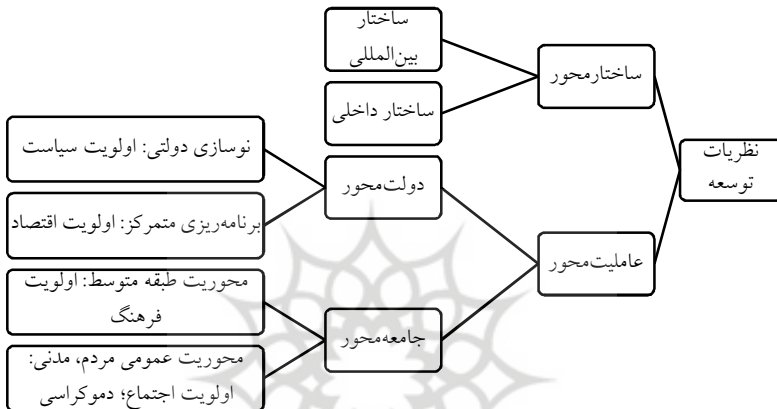 نظریات
توسعه
ساختارمحور
ساختار
بین‌المللی
ساختار داخلی
عاملیت‌محور
دولت‌محور
نوسازی دولتی: اولویت سیاست
برنامه‌ریزی متمرکز: اولویت اقتصاد
جامعه‌محور
محوریت طبقه متوسط: اولویت
فرهنگ
محوریت عمومی مردم، مدنی:
اولویت اجتماع؛ دموکراسی